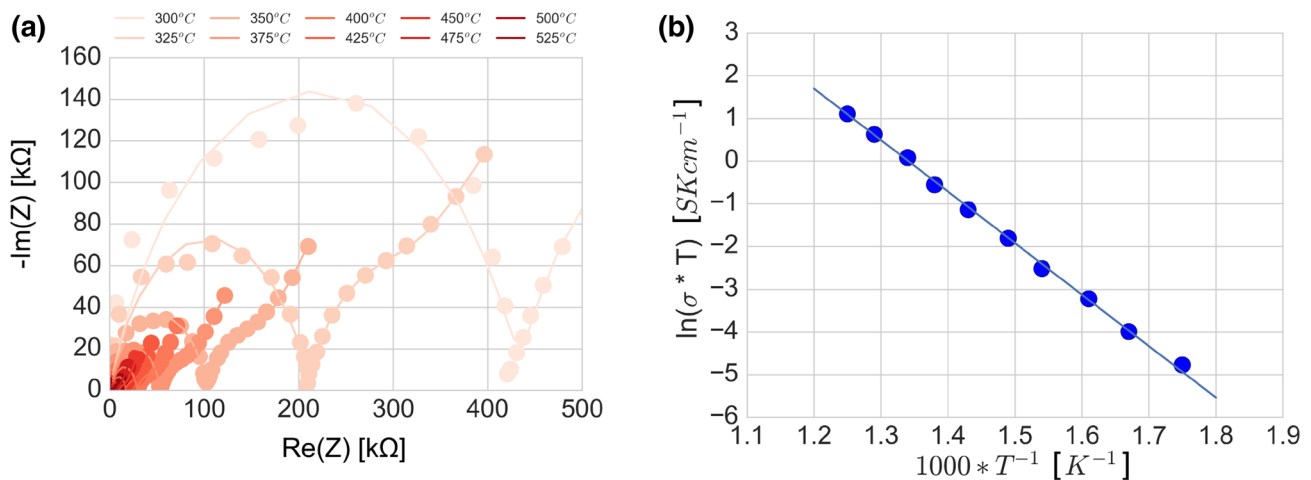 (a)
300°C 350°C 400°C 450°C 500°C
325°C 375°C 425°C 475°C 525°C
160
140
120
100
80
60
40
20
0
-Im(Z) [kΩ]
0 100 200 300 400 500
Re(Z) [kΩ]
(b)
3
2
1
0
−1
−2
−3
−4
−5
−6
ln(σ * T) [SKcm⁻¹]
1.1 1.2 1.3 1.4 1.5 1.6 1.7 1.8 1.9
1000 * T⁻¹ [K⁻¹]